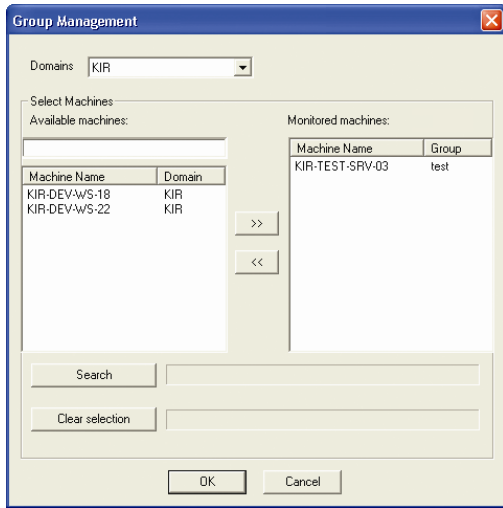 Group Management
Domains KIR
Select Machines
Available machines:
Machine Name Domain
KIR-DEV-WS-18 KIR
KIR-DEV-WS-22 KIR
>>
<<
Monitored machines:
Machine Name Group
KIR-TEST-SRV-03 test
Search
Clear selection
OK Cancel